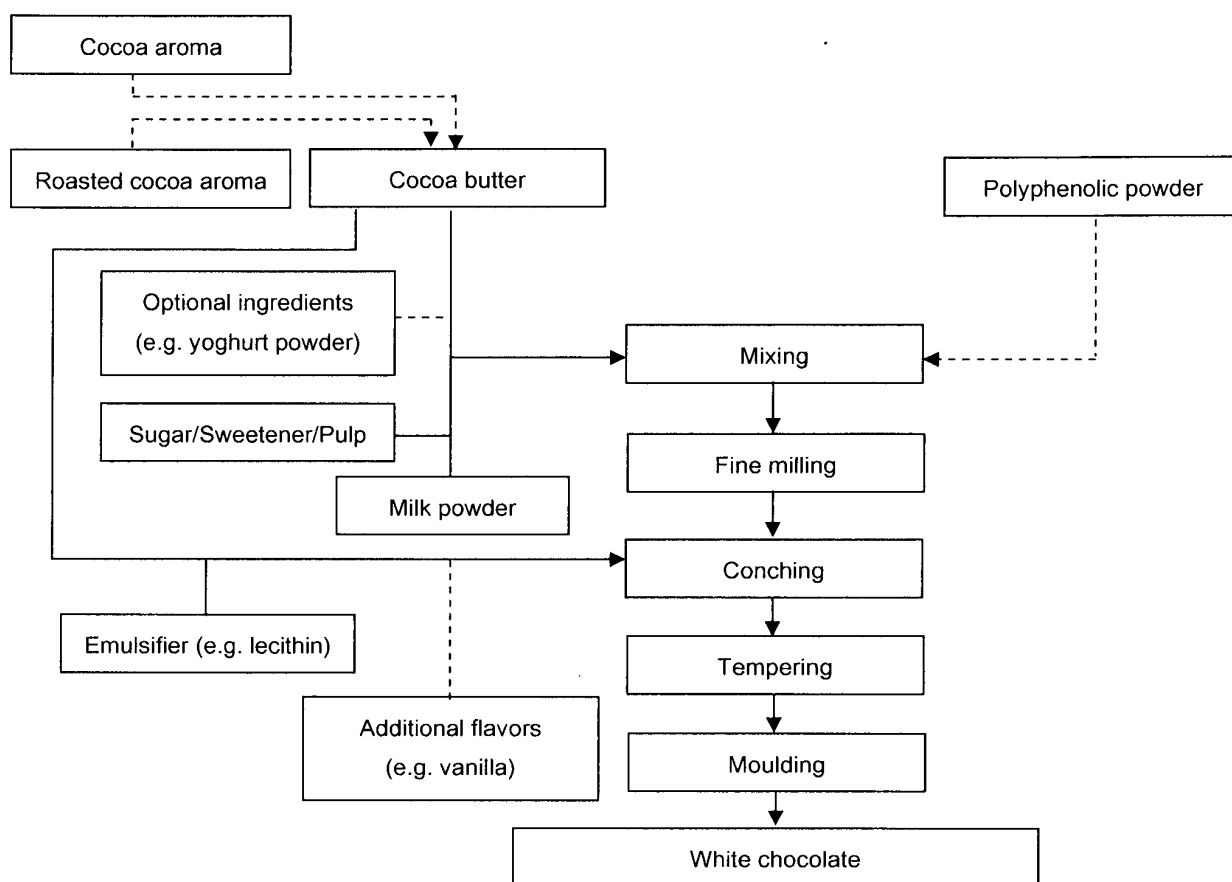 Cocoa aroma
Roasted cocoa aroma
Cocoa butter
Polyphenolic powder
Optional ingredients
(e.g. yoghurt powder)
Mixing
Sugar/Sweetener/Pulp
Fine milling
Milk powder
Conching
Emulsifier (e.g. lecithin)
Tempering
Additional flavors
(e.g. vanilla)
Moulding
White chocolate